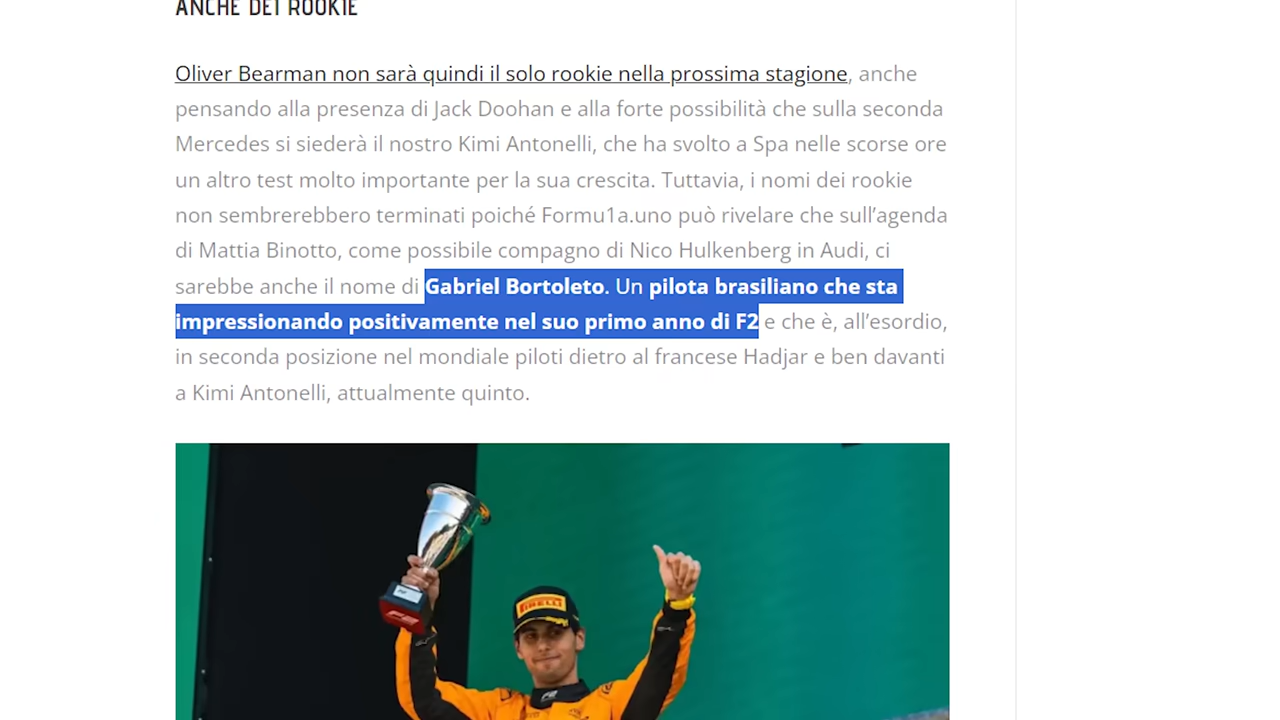 ANCHE DEI ROOKIE
Oliver Bearman non sarà quindi il solo rookie nella prossima stagione, anche
pensando alla presenza di Jack Doohan e alla forte possibilità che sulla seconda
Mercedes si siederà il nostro Kimi Antonelli, che ha svolto a Spa nelle scorse ore
un altro test molto importante per la sua crescita. Tuttavia, i nomi dei rookie
non sembrerebbero terminati poiché Formu1a.uno può rivelare che sull’agenda
di Mattia Binotto, come possibile compagno di Nico Hulkenberg in Audi, ci
sarebbe anche il nome di Gabriel Bortoleto. Un pilota brasiliano che sta
impressionando positivamente nel suo primo anno di F2 e che è, all’esordio,
in seconda posizione nel mondiale piloti dietro al francese Hadjar e ben davanti
a Kimi Antonelli, attualmente quinto.
PIRELLI
F2